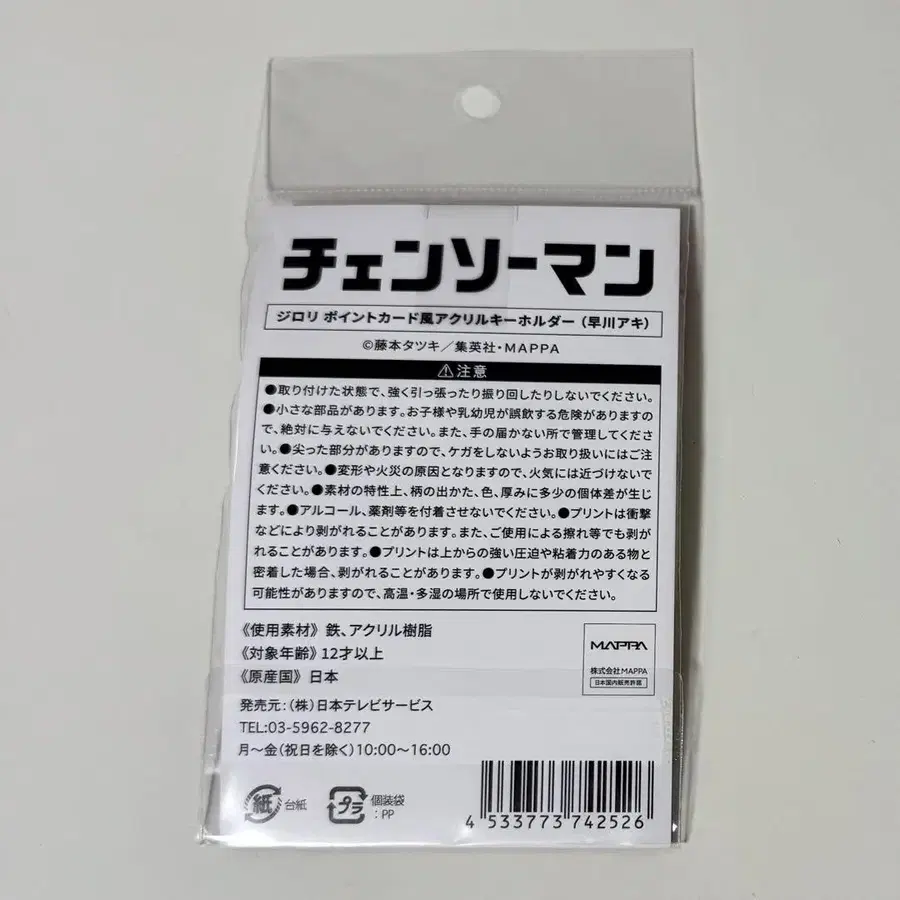 チェンソーマン
ジロリ ポイントカード風アクリルキーホルダー（早川アキ）
©藤本タツキ／集英社・MAPPA
⚠注意
●取り付けた状態で、強く引っ張ったり振り回したりしないでください。
●小さな部品があります。お子様や乳幼児が誤飲する危険がありますの
で、絶対に与えないでください。また、手の届かない所で管理してくださ
い。●尖った部分がありますので、ケガをしないようお取り扱いにはご注
意ください。●変形や火災の原因となりますので、火気には近づけないで
ください。●素材の特性上、柄の出かた、色、厚みに多少の個体差が生じ
ます。●アルコール、薬剤等を付着させないでください。●プリントは衝撃
などにより剥がれることがあります。また、ご使用による擦れ等でも剥が
れることがあります。●プリントは上からの強い圧迫や粘着力のある物と
密着した場合、剥がれることがあります。●プリントが剥がれやすくなる
可能性がありますので、高温・多湿の場所で使用しないでください。
《使用素材》 鉄、アクリル樹脂
《対象年齢》 12才以上
《原産国》 日本
MAPPA
株式会社MAPPA
日本国内販売許諾
発売元：（株）日本テレビサービス
TEL:03-5962-8277
月～金（祝日を除く）10:00～16:00
紙 台紙
プラ 個装袋
：PP
4 533773 742526